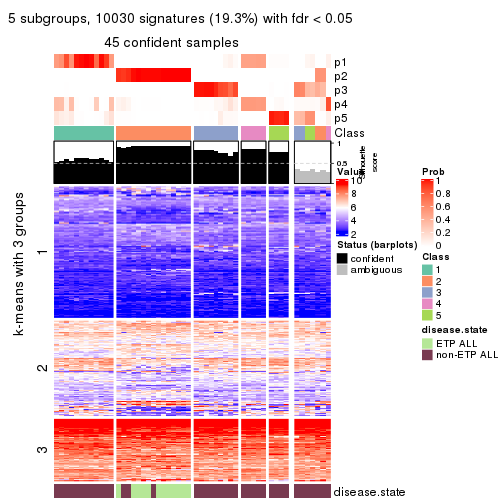 5 subgroups, 10030 signatures (19.3%) with fdr < 0.05
45 confident samples
p1
p2
p3
p4
p5
Class
1
0.5
0
Silhouette
score
k-means with 3 groups
1
2
3
disease.state
Value
10
8
6
4
2
Status (barplots)
confident
ambiguous
Prob
1
0.8
0.6
0.4
0.2
0
Class
1
2
3
4
5
disease.state
ETP ALL
non-ETP ALL